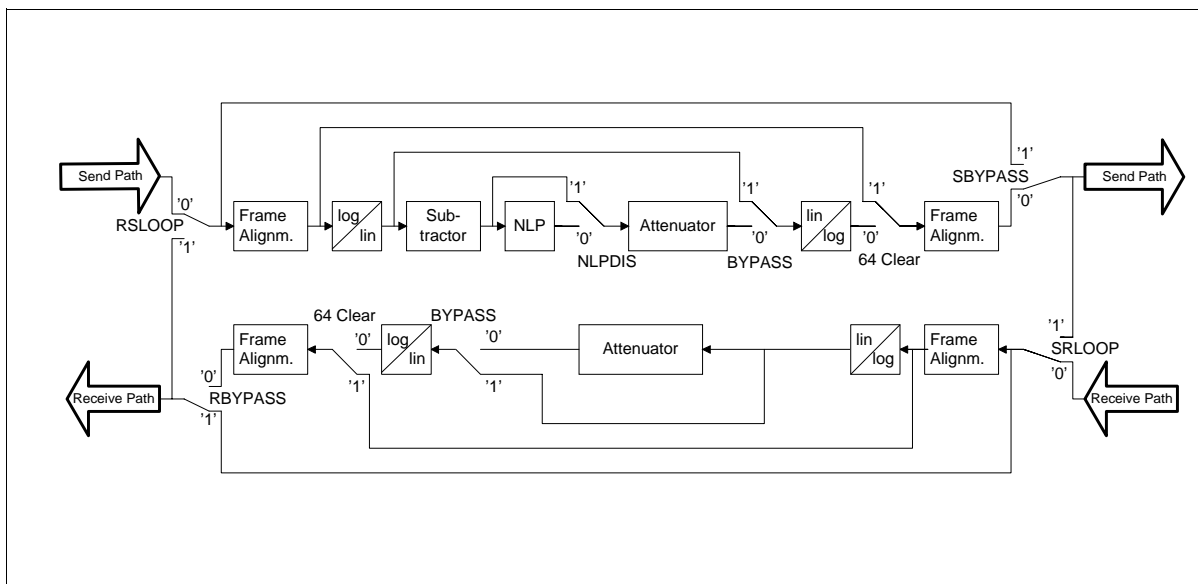 '1'
Send Path
'0'
RSLOOP
'1'
Frame
Alignm.
log
lin
Sub-
tractor
NLP
'1'
'0'
NLPDIS
Attenuator
'1'
'0'
BYPASS
lin
log
'1'
'0'
64 Clear
Frame
Alignm.
SBYPASS
'0'
Send Path
Frame
Alignm.
64 Clear
'0'
'1'
log
lin
BYPASS
'0'
'1'
Attenuator
lin
log
Frame
Alignm.
'1'
SRLOOP
'0'
Receive Path
'0'
RBYPASS
'1'
Receive Path